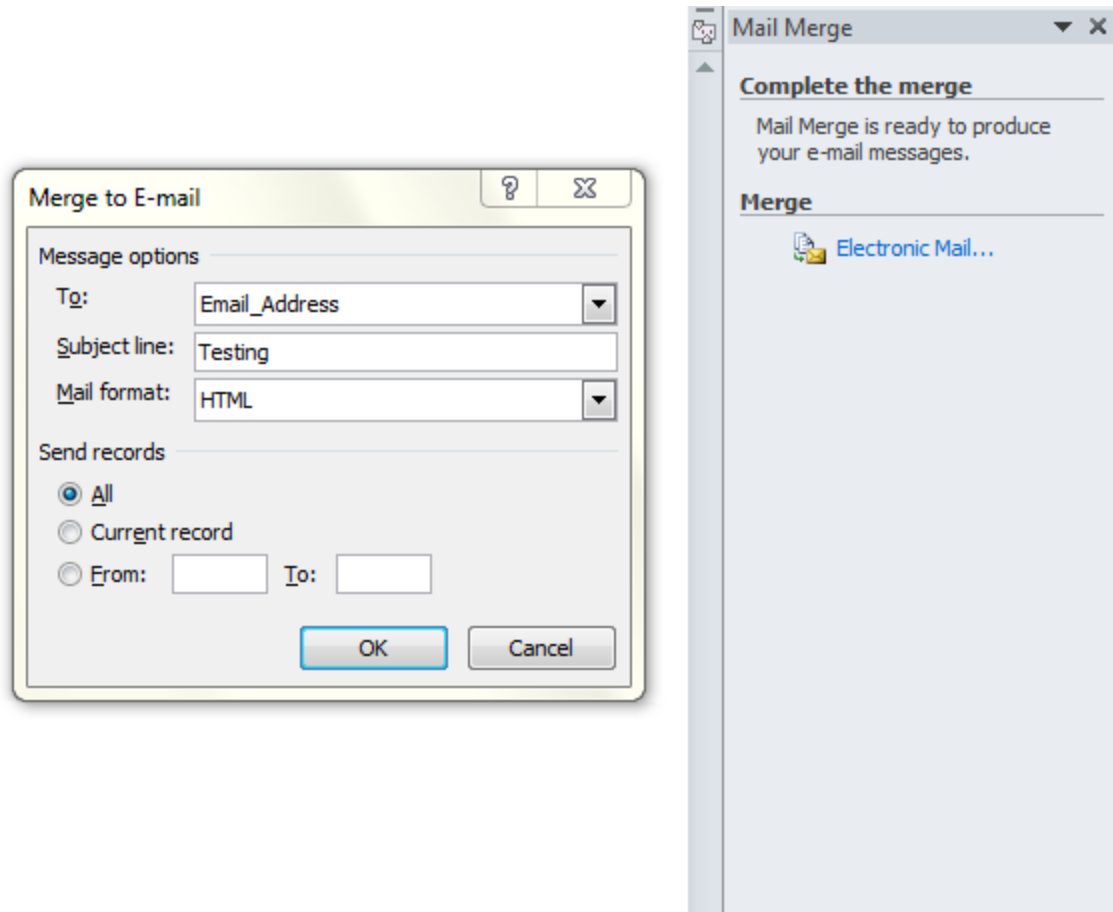 Merge to E-mail
Message options
To:
Email_Address
Subject line:
Testing
Mail format:
HTML
Send records
All
Current record
From:
To:
OK
Cancel
Mail Merge
Complete the merge
Mail Merge is ready to produce
your e-mail messages.
Merge
Electronic Mail...